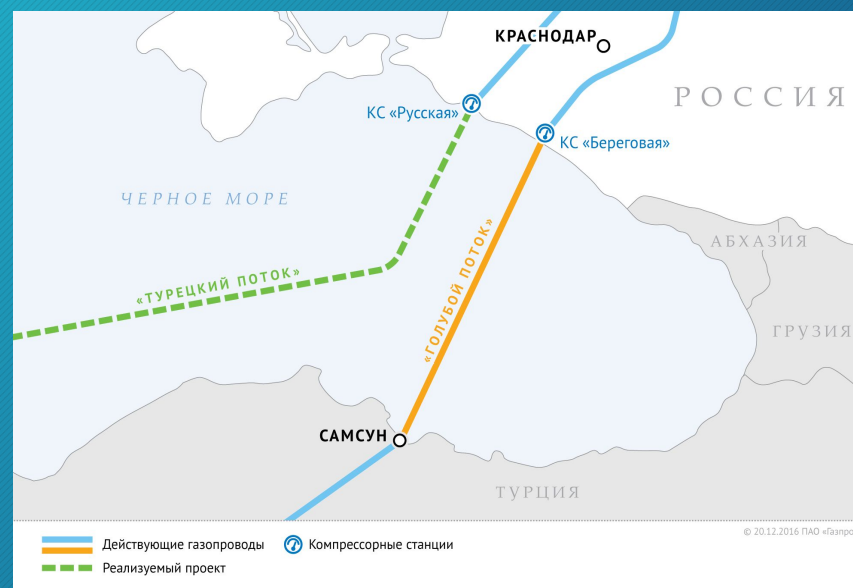 КРАСНОДАР
РОССИЯ
КС «Русская»
КС «Береговая»
ЧЕРНОЕ МОРЕ
АБХАЗИЯ
«ТУРЕЦКИЙ ПОТОК»
«ГОЛУБОЙ ПОТОК»
ГРУЗИЯ
САМСУН
ТУРЦИЯ
© 20.12.2016 ПАО «Газпро
Действующие газопроводы
Компрессорные станции
Реализуемый проект